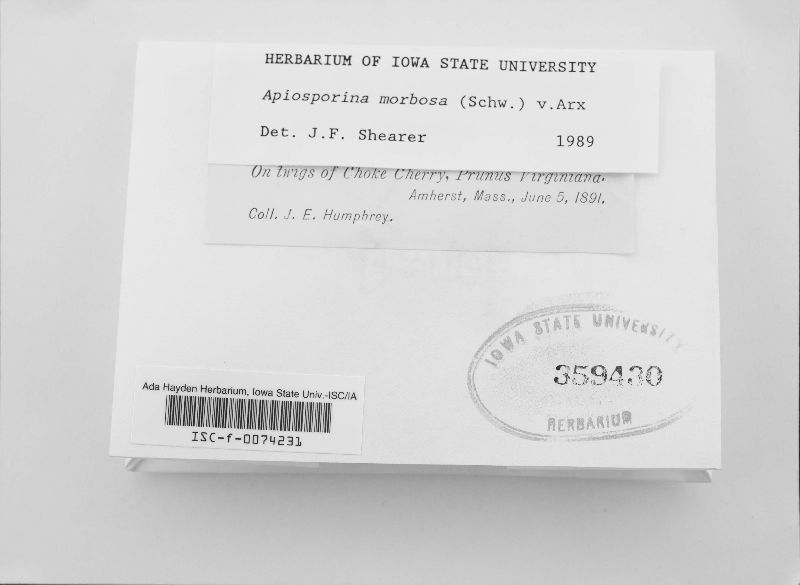 HERBARIUM OF IOWA STATE UNIVERSITY
Apiosporina morbosa (Schw.) v.Arx
Det. J.F. Shearer 1989
On twigs of Choke Cherry, Prunus Virginiana.
Amherst, Mass., June 5, 1891.
Coll. J. E. Humphrey.
IOWA STATE UNIVERSITY
359430
HERBARIUM
Ada Hayden Herbarium, Iowa State Univ.-ISC/IA
ISC-f-0074231